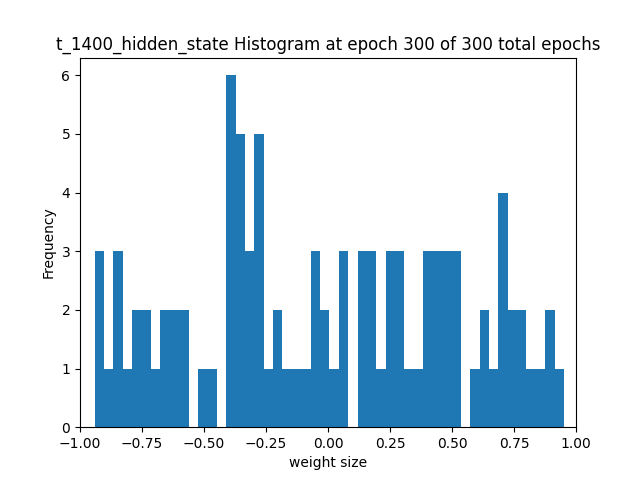 t_1400_hidden_state Histogram at epoch 300 of 300 total epochs
6
5
4
3
2
1
0
Frequency
−1.00 −0.75 −0.50 −0.25 0.00 0.25 0.50 0.75 1.00
weight size